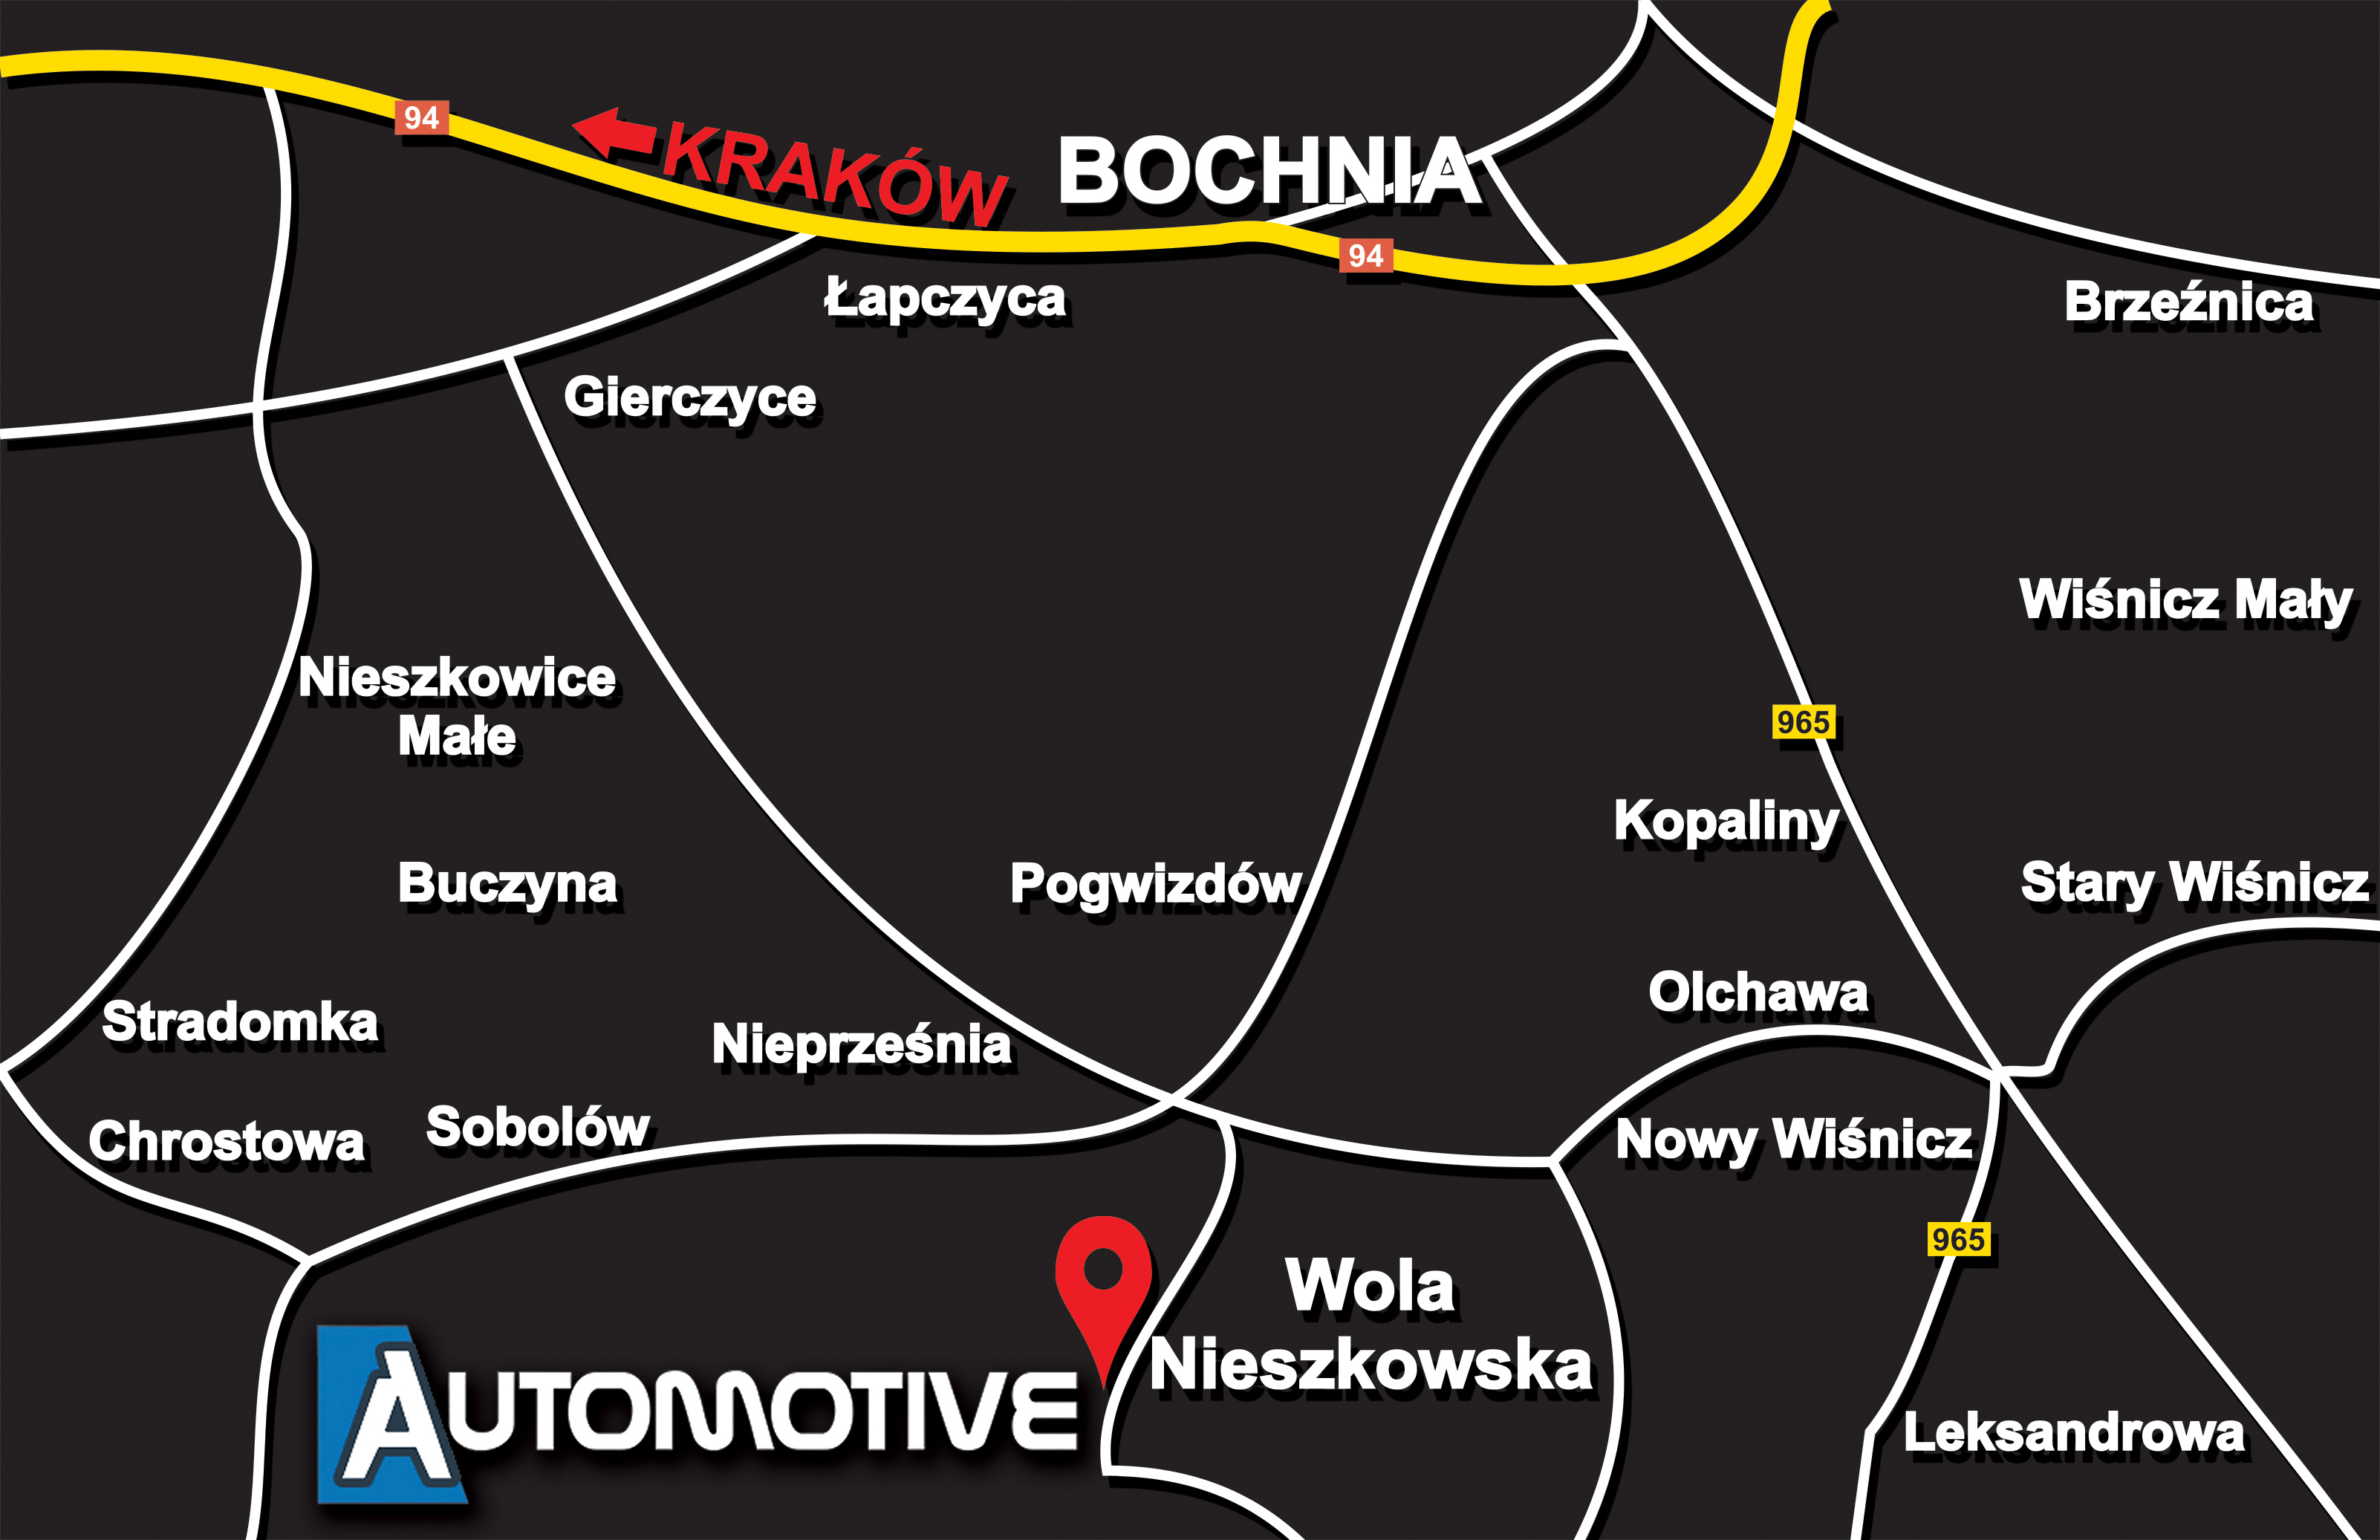 94
KRAKÓW
BOCHNIA
94
Łapczyca
Brzeźnica
Gierczyce
Wiśnicz Mały
Nieszkowice
Małe
965
Kopaliny
Buczyna
Pogwizdów
Stary Wiśnicz
Olchawa
Stradomka
Nieprześnia
Sobolów
Chrostowa
Nowy Wiśnicz
965
Wola
Nieszkowska
AUTOMOTIVE
Leksandrowa